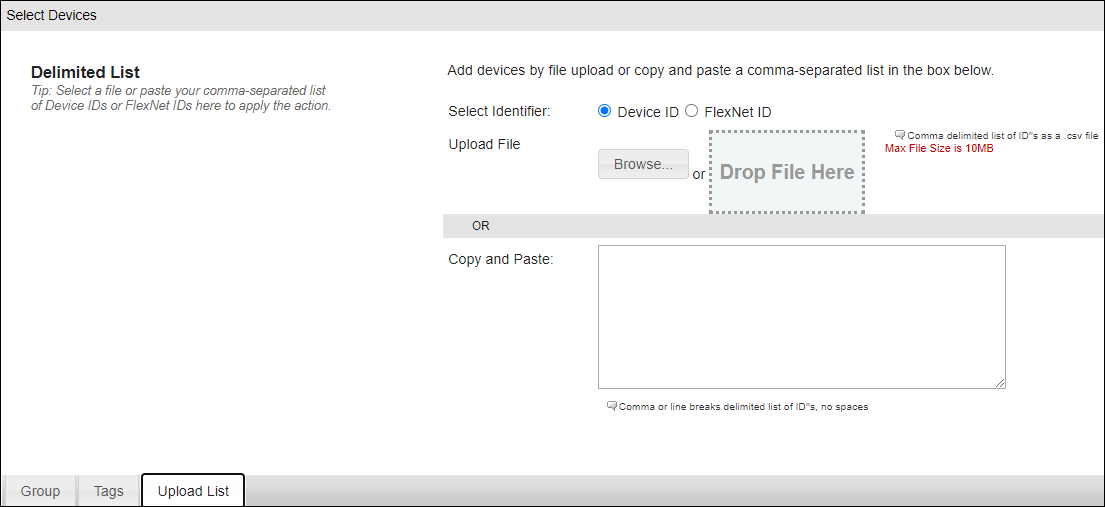 Select Devices
Delimited List
Tip: Select a file or paste your comma-separated list
of Device IDs or FlexNet IDs here to apply the action.
Add devices by file upload or copy and paste a comma-separated list in the box below.
Select Identifier: Device ID FlexNet ID
Upload File
Browse... or Drop File Here
Comma delimited list of ID"s as a .csv file
Max File Size is 10MB
OR
Copy and Paste:
Comma or line breaks delimited list of ID"s, no spaces
Group Tags Upload List